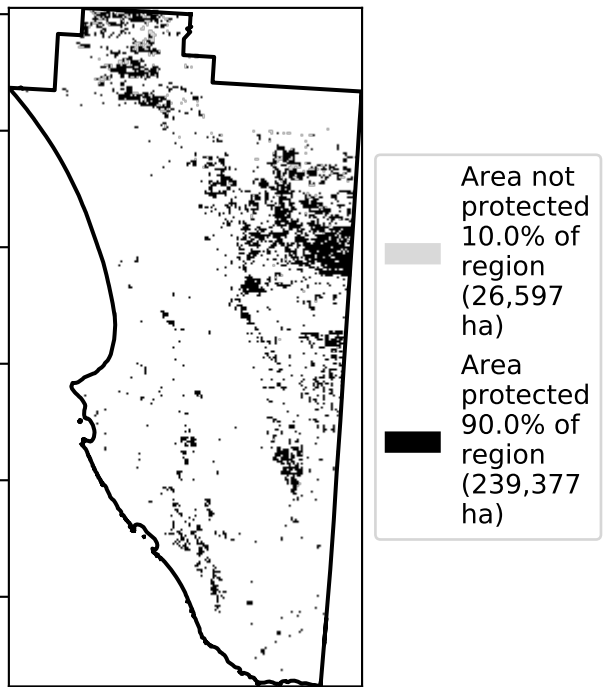 Area not
protected
10.0% of
region
(26,597
ha)
Area
protected
90.0% of
region
(239,377
ha)